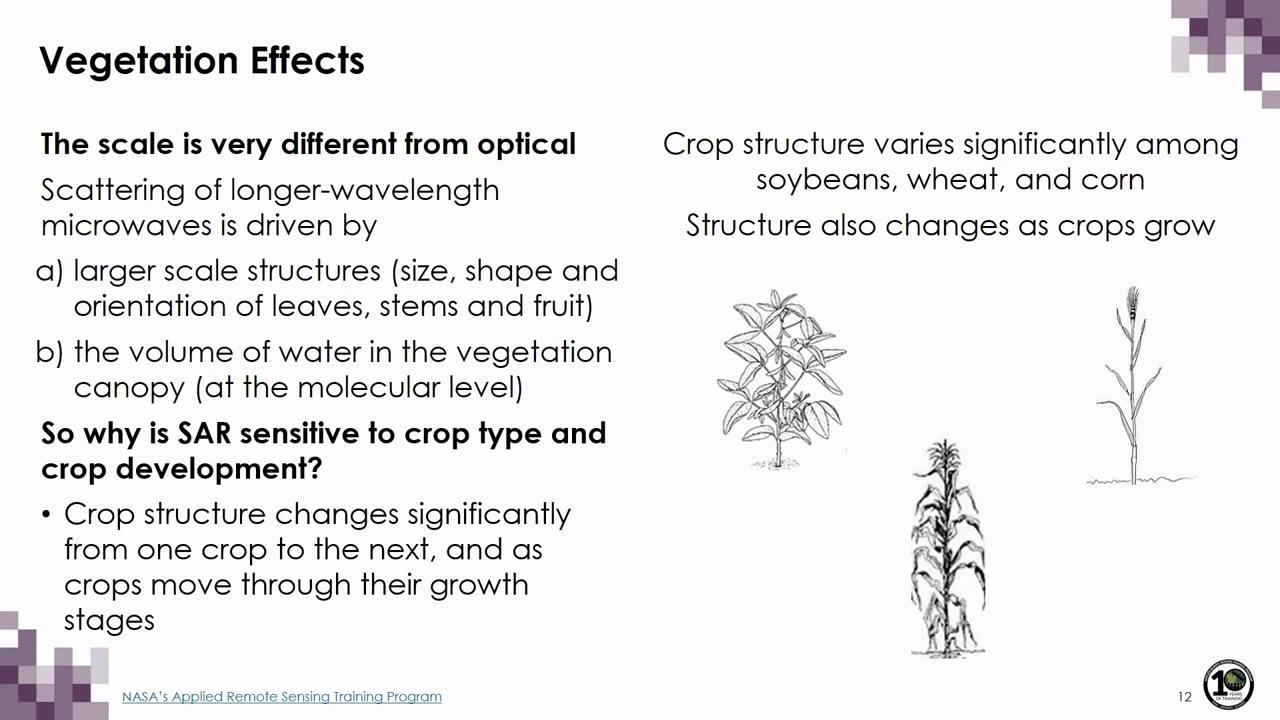 Vegetation Effects
The scale is very different from optical
Scattering of longer-wavelength
microwaves is driven by
a) larger scale structures (size, shape and
orientation of leaves, stems and fruit)
b) the volume of water in the vegetation
canopy (at the molecular level)
So why is SAR sensitive to crop type and
crop development?
• Crop structure changes significantly
from one crop to the next, and as
crops move through their growth
stages
Crop structure varies significantly among
soybeans, wheat, and corn
Structure also changes as crops grow
NASA's Applied Remote Sensing Training Program
12
10
YEARS
OF TRAINING